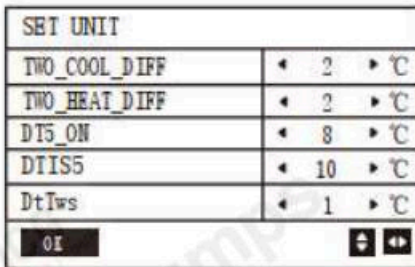 SET UNIT
TWO_COOL_DIFF ◄ 2 ► ℃
TWO_HEAT_DIFF ◄ 2 ► ℃
DT5_ON ◄ 8 ► ℃
DTIS5 ◄ 10 ► ℃
DtTws ◄ 1 ► ℃
OK